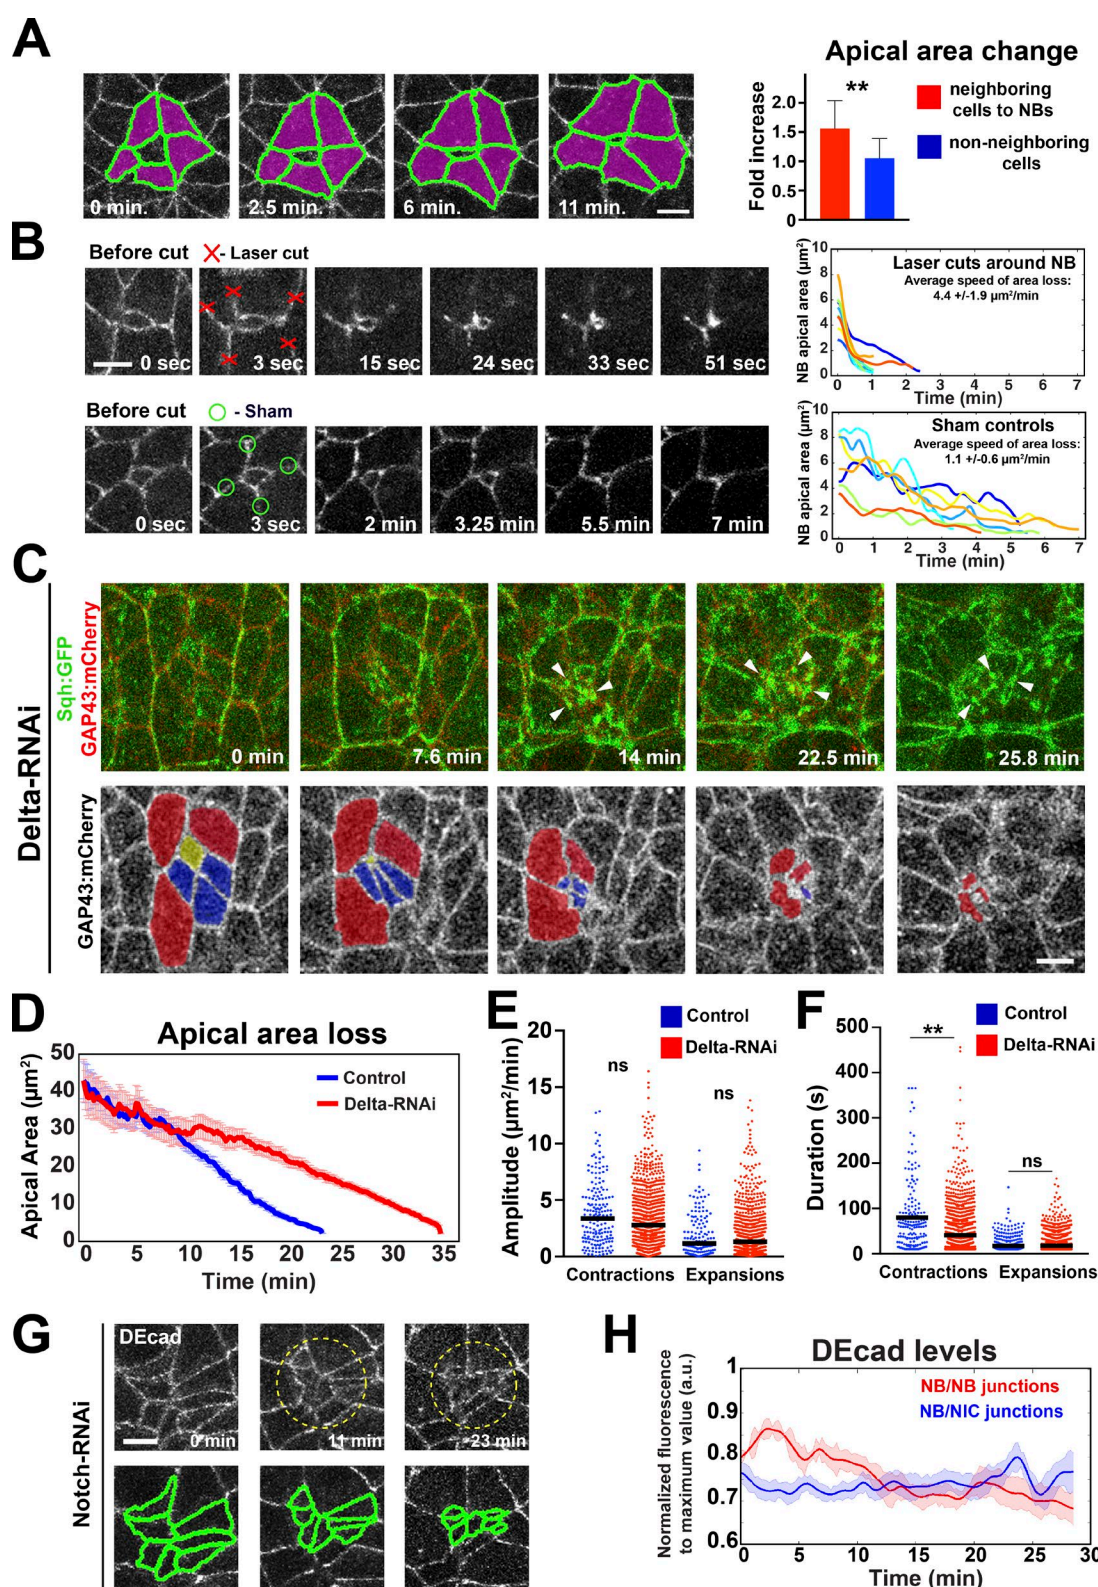 A
Apical area change
0 min.
2.5 min.
6 min.
11 min.
Fold increase
2.0
1.5
1.0
0.5
0
**
neighboring
cells to NBs
non-neighboring
cells
B
Before cut
X - Laser cut
0 sec
3 sec
15 sec
24 sec
33 sec
51 sec
NB apical area (µm²)
10
8
6
4
2
0
Laser cuts around NB
Average speed of area loss:
4.4 +/-1.9 µm²/min
0 1 2 3 4 5 6 7
Time (min)
Before cut
- Sham
0 sec
3 sec
2 min
3.25 min
5.5 min
7 min
NB apical area (µm²)
10
8
6
4
2
0
Sham controls
Average speed of area loss:
1.1 +/-0.6 µm²/min
0 1 2 3 4 5 6 7
Time (min)
C
Delta-RNAi
Sqh:GFP
GAP43:mCherry
0 min
7.6 min
14 min
22.5 min
25.8 min
GAP43:mCherry
D
Apical area loss
Apical Area (µm²)
50
40
30
20
10
0
Control
Delta-RNAi
0 5 10 15 20 25 30 35
Time (min)
E
Control
Delta-RNAi
Amplitude (µm²/min)
20
15
10
5
0
ns
ns
Contractions Expansions
F
Control
Delta-RNAi
Duration (s)
500
400
300
200
100
0
**
ns
Contractions Expansions
G
Notch-RNAi
DEcad
0 min
11 min
23 min
H
DEcad levels
Normalized fluorescence
to maximum value (a.u.)
1
0.9
0.8
0.7
0.6
NB/NB junctions
NB/NIC junctions
0 5 10 15 20 25 30
Time (min)